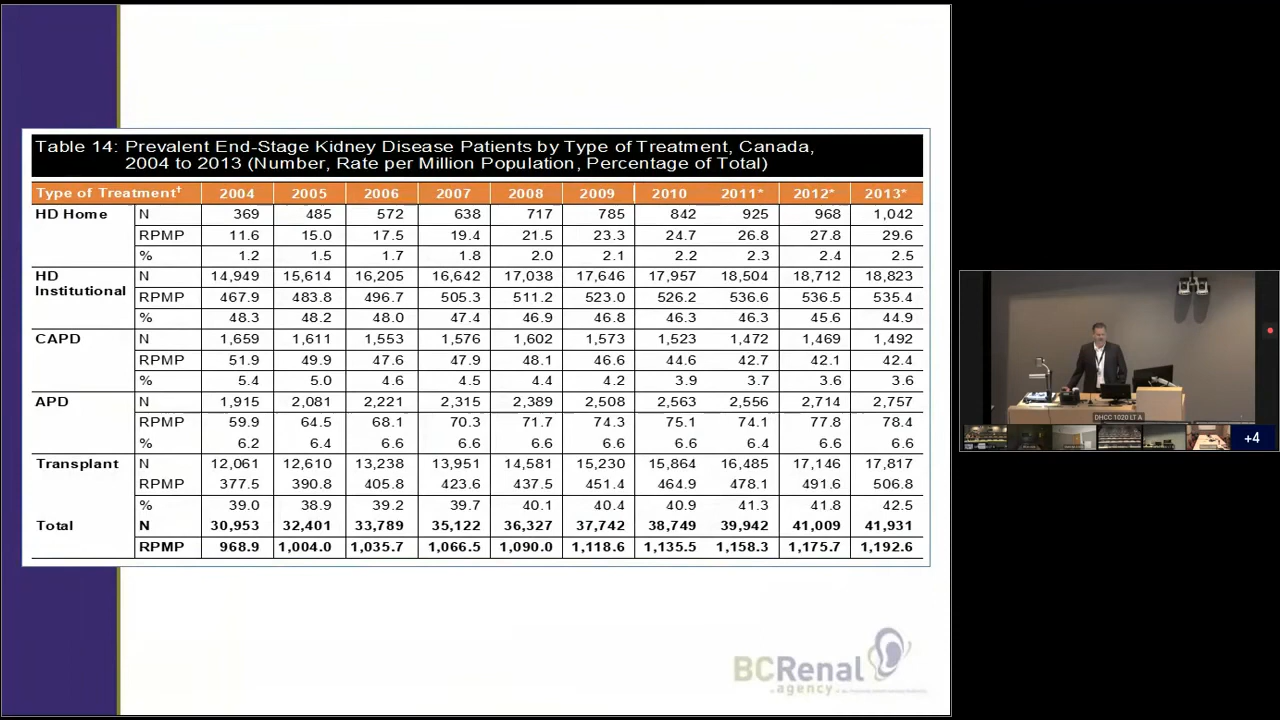 Table 14: Prevalent End-Stage Kidney Disease Patients by Type of Treatment, Canada,
2004 to 2013 (Number, Rate per Million Population, Percentage of Total)
Type of Treatment† 2004 2005 2006 2007 2008 2009 2010 2011* 2012* 2013*
HD Home N 369 485 572 638 717 785 842 925 968 1,042
RPMP 11.6 15.0 17.5 19.4 21.5 23.3 24.7 26.8 27.8 29.6
% 1.2 1.5 1.7 1.8 2.0 2.1 2.2 2.3 2.4 2.5
HD Institutional N 14,949 15,614 16,205 16,642 17,038 17,646 17,957 18,504 18,712 18,823
RPMP 467.9 483.8 496.7 505.3 511.2 523.0 526.2 536.6 536.5 535.4
% 48.3 48.2 48.0 47.4 46.9 46.8 46.3 46.3 45.6 44.9
CAPD N 1,659 1,611 1,553 1,576 1,602 1,573 1,523 1,472 1,469 1,492
RPMP 51.9 49.9 47.6 47.9 48.1 46.6 44.6 42.7 42.1 42.4
% 5.4 5.0 4.6 4.5 4.4 4.2 3.9 3.7 3.6 3.6
APD N 1,915 2,081 2,221 2,315 2,389 2,508 2,563 2,556 2,714 2,757
RPMP 59.9 64.5 68.1 70.3 71.7 74.3 75.1 74.1 77.8 78.4
% 6.2 6.4 6.6 6.6 6.6 6.6 6.6 6.4 6.6 6.6
Transplant N 12,061 12,610 13,238 13,951 14,581 15,230 15,864 16,485 17,146 17,817
RPMP 377.5 390.8 405.8 423.6 437.5 451.4 464.9 478.1 491.6 506.8
% 39.0 38.9 39.2 39.7 40.1 40.4 40.9 41.3 41.8 42.5
Total N 30,953 32,401 33,789 35,122 36,327 37,742 38,749 39,942 41,009 41,931
RPMP 968.9 1,004.0 1,035.7 1,066.5 1,090.0 1,118.6 1,135.5 1,158.3 1,175.7 1,192.6
BCRenal
agency
DHCC 1020 LT A
+4